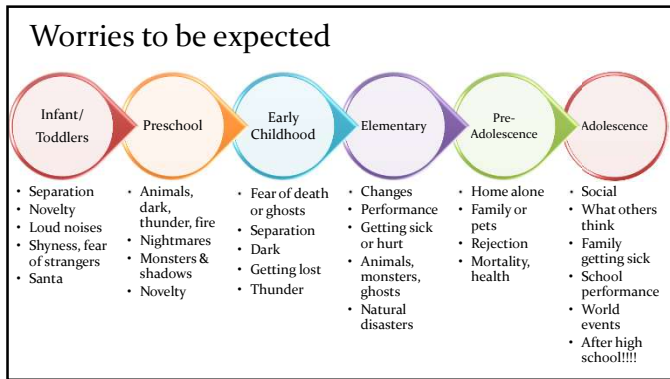 Worries to be expected
Infant/
Toddlers
Preschool
Early
Childhood
Elementary
Pre-
Adolescence
Adolescence
• Separation
• Novelty
• Loud noises
• Shyness, fear
of strangers
• Santa
• Animals,
dark,
thunder, fire
• Nightmares
• Monsters &
shadows
• Novelty
• Fear of death
or ghosts
• Separation
• Dark
• Getting lost
• Thunder
• Changes
• Performance
• Getting sick
or hurt
• Animals,
monsters,
ghosts
• Natural
disasters
• Home alone
• Family or
pets
• Rejection
• Mortality,
health
• Social
• What others
think
• Family
getting sick
• School
performance
• World
events
• After high
school!!!!